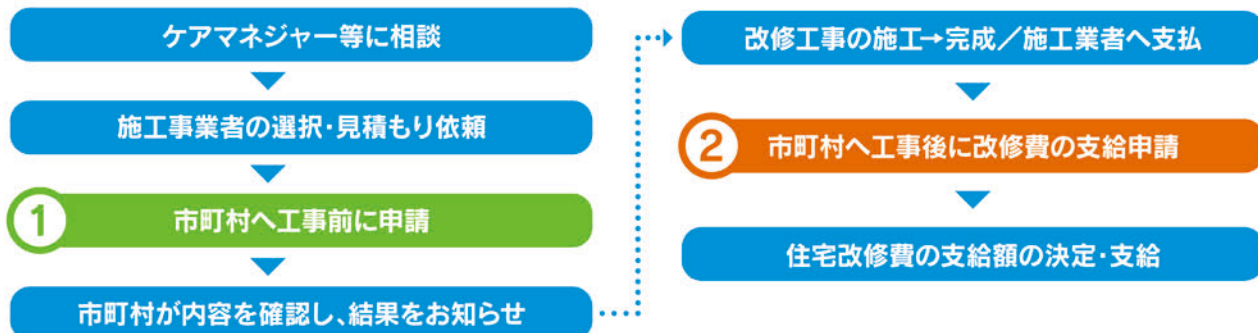 ケアマネジャー等に相談
施工事業者の選択・見積もり依頼
1
市町村へ工事前に申請
市町村が内容を確認し、結果をお知らせ
改修工事の施工→完成／施工業者へ支払
2
市町村へ工事後に改修費の支給申請
住宅改修費の支給額の決定・支給